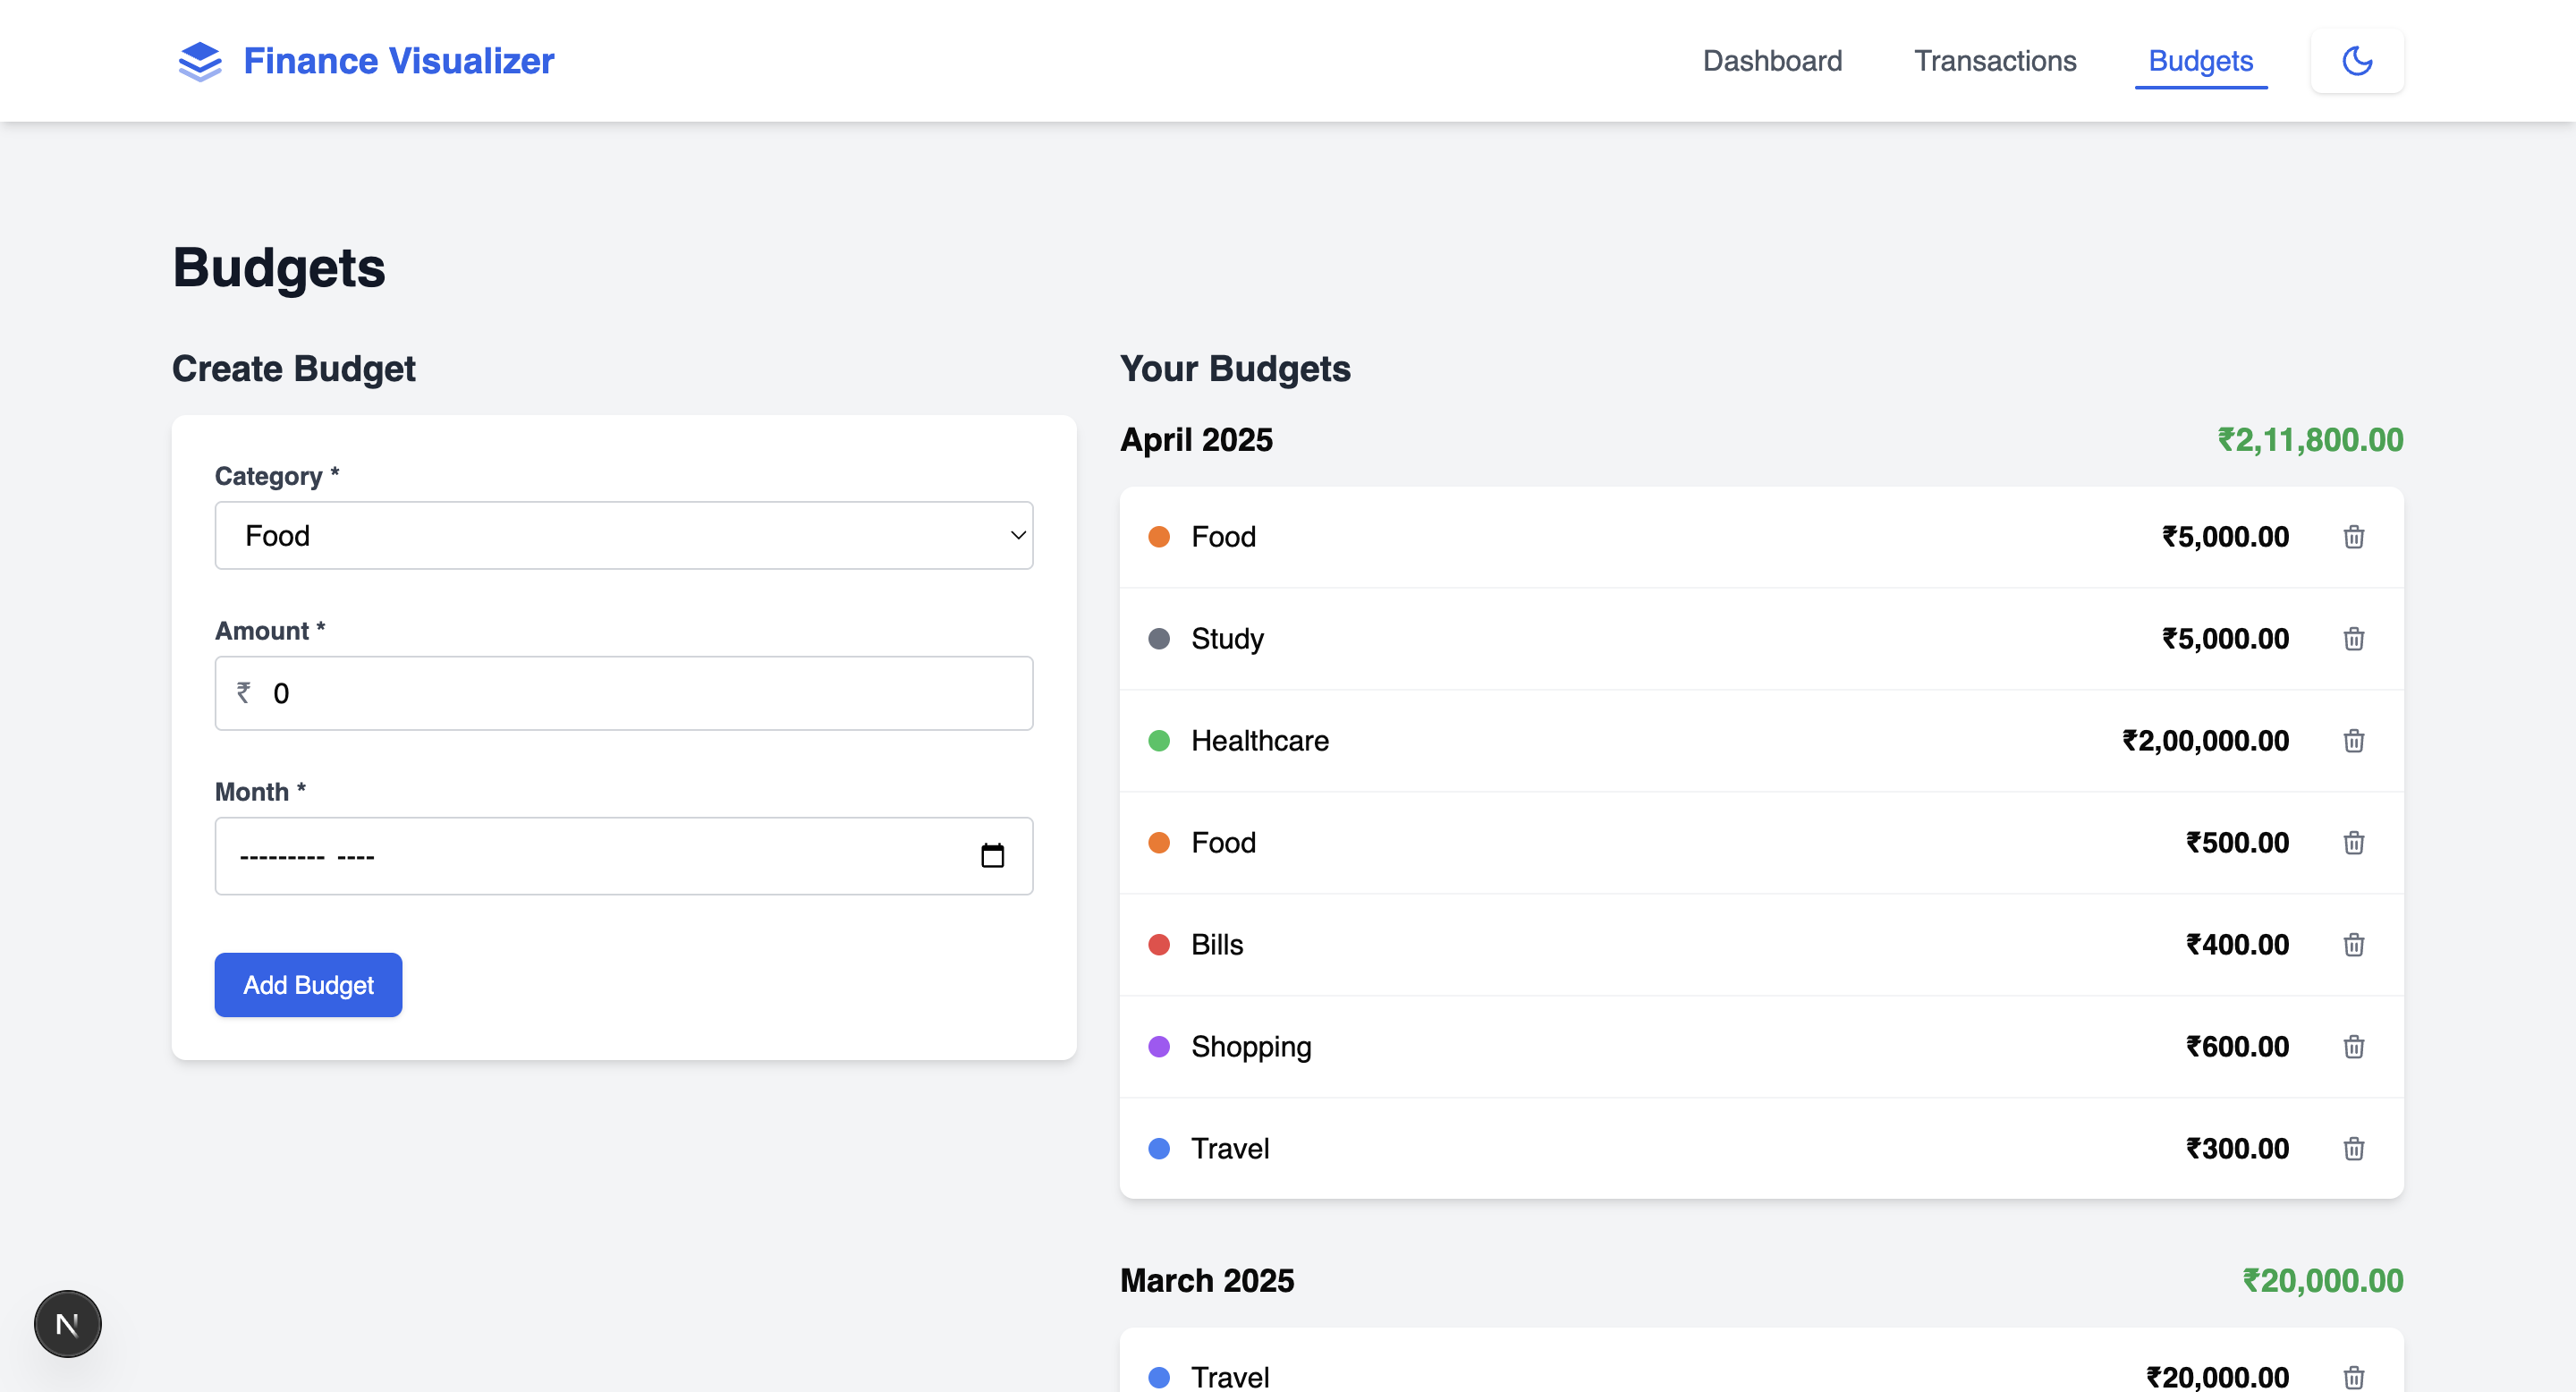 Finance Visualizer
Dashboard
Transactions
Budgets
Budgets
Create Budget
Category *
Food
Amount *
₹ 0
Month *
--------- ----
Add Budget
Your Budgets
April 2025 ₹2,11,800.00
Food ₹5,000.00
Study ₹5,000.00
Healthcare ₹2,00,000.00
Food ₹500.00
Bills ₹400.00
Shopping ₹600.00
Travel ₹300.00
March 2025 ₹20,000.00
Travel ₹20,000.00
N